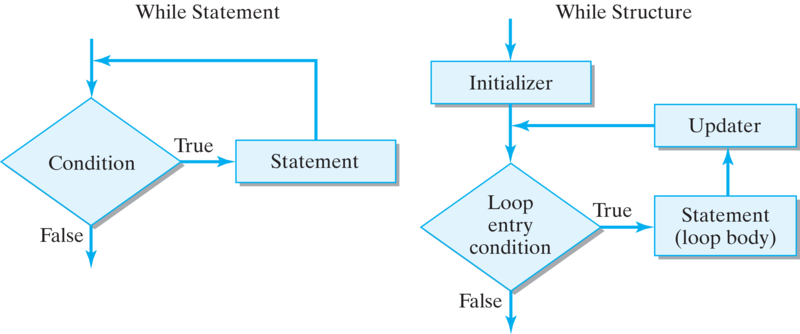 While Statement
Condition
True
Statement
False
While Structure
Initializer
Updater
Loop
entry
condition
True
Statement
(loop body)
False